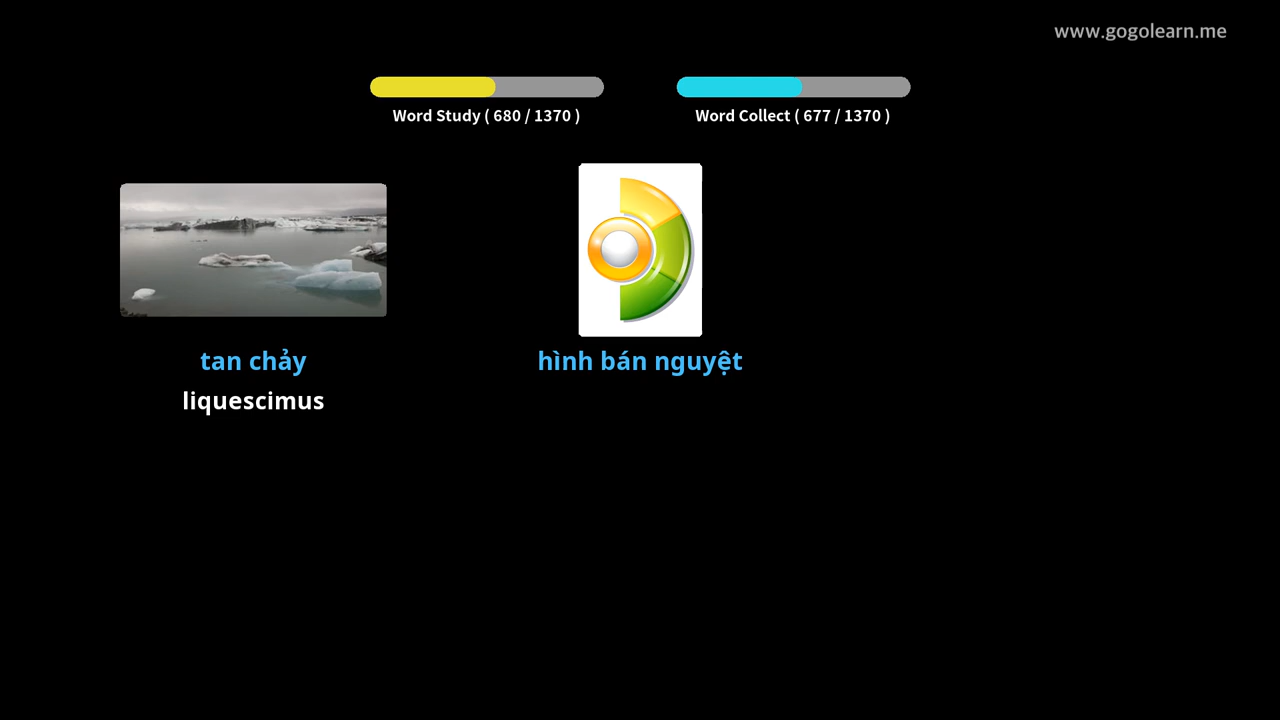 www.gogolearn.me
Word Study ( 680 / 1370 )
Word Collect ( 677 / 1370 )
tan chảy
hình bán nguyệt
liquescimus